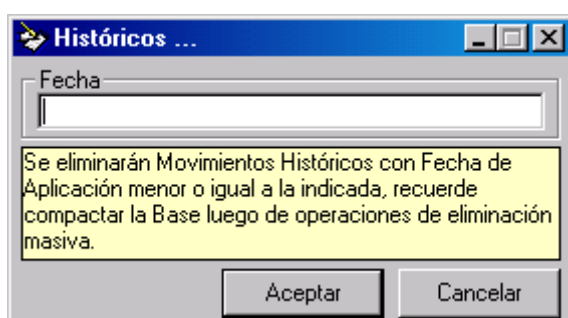 Históricos ...
Fecha
Se eliminarán Movimientos Históricos con Fecha de
Aplicación menor o igual a la indicada, recuerde
compactar la Base luego de operaciones de eliminación
masiva.
Aceptar
Cancelar